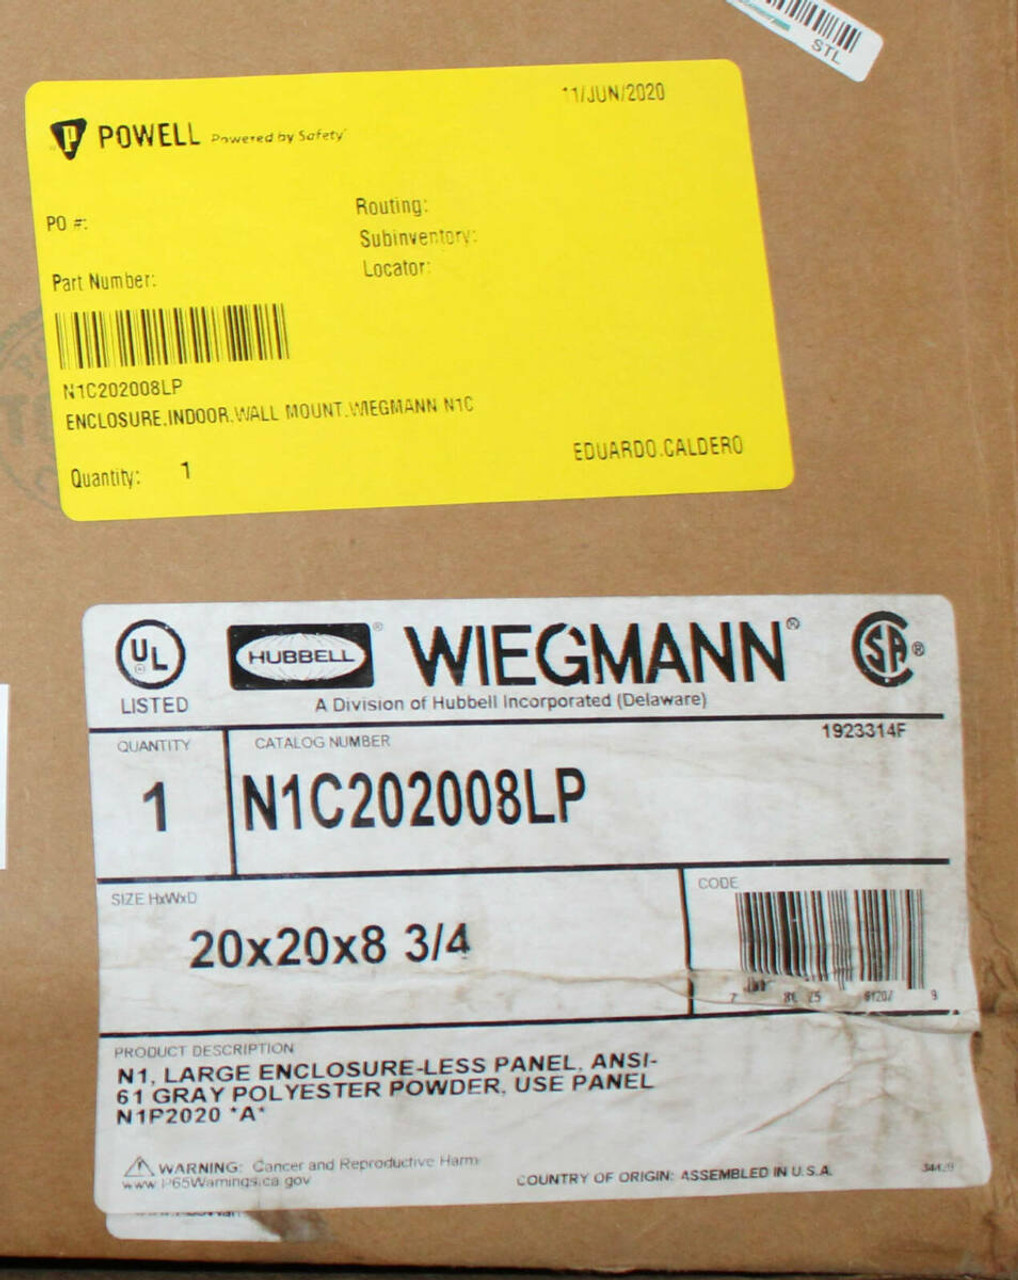 STL
11/JUN/2020
P POWELL Powered by Safety
PO #:
Routing:
Subinventory:
Locator:
Part Number:
N1C202008LP
ENCLOSURE,INDOOR,WALL MOUNT,WIEGMANN N1C
EDUARDO.CALDERO
Quantity: 1
UL HUBBELL® WIEGMANN® SA®
LISTED
A Division of Hubbell Incorporated (Delaware)
1923314F
QUANTITY
CATALOG NUMBER
1
N1C202008LP
SIZE HxWxD
CODE
20x20x8 3/4
7 9
PRODUCT DESCRIPTION
N1, LARGE ENCLOSURE-LESS PANEL, ANSI-
61 GRAY POLYESTER POWDER, USE PANEL
N1P2020 *A*
WARNING: Cancer and Reproductive Harm
www.P65Warnings.ca.gov
COUNTRY OF ORIGIN: ASSEMBLED IN U.S.A.